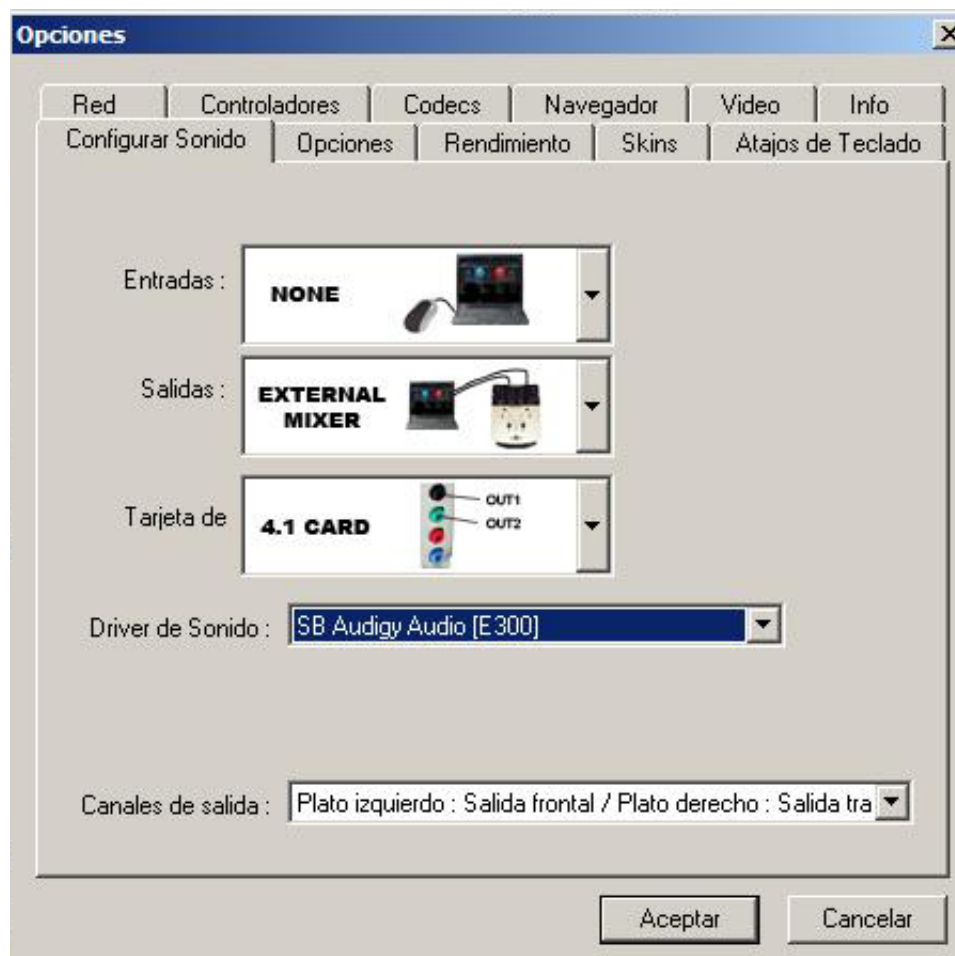 Opciones
Red Controladores Codecs Navegador Video Info
Configurar Sonido Opciones Rendimiento Skins Atajos de Teclado
Entradas : NONE
Salidas : EXTERNAL
MIXER
Tarjeta de 4.1 CARD OUT1
OUT2
Driver de Sonido : SB Audigy Audio [E300]
Canales de salida : Plato izquierdo : Salida frontal / Plato derecho : Salida tra
Aceptar Cancelar